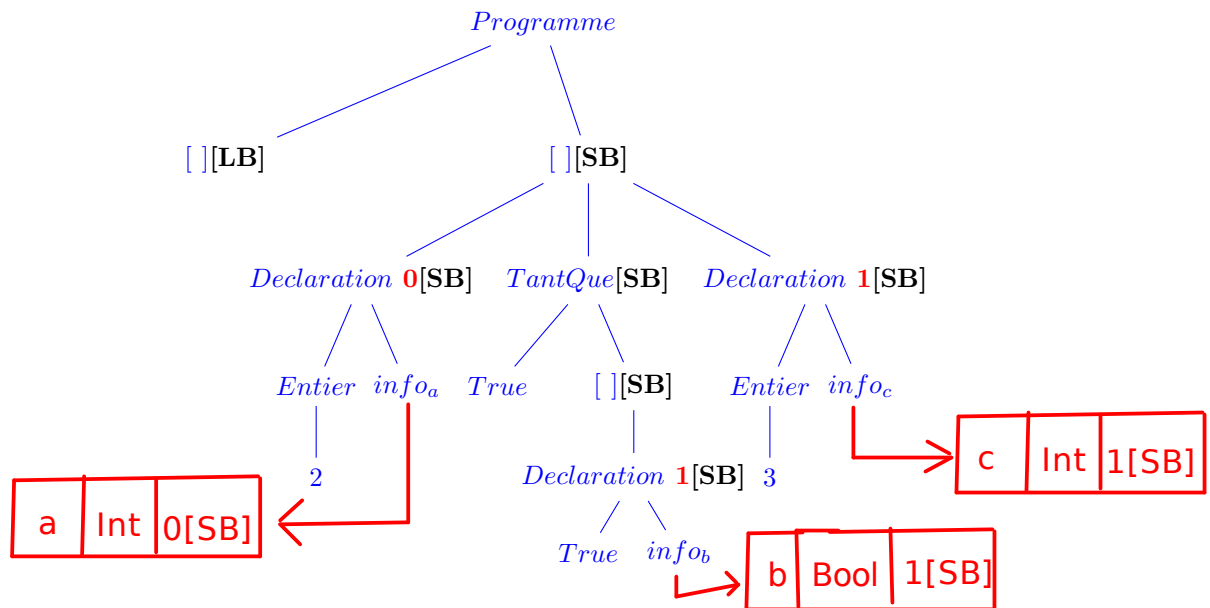 Programme
[ ][LB] [ ][SB]
Declaration 0[SB] TantQue[SB] Declaration 1[SB]
Entier info_a True [ ][SB] Entier info_c
c Int 1[SB]
2 Declaration 1[SB] 3
a Int 0[SB]
True info_b
b Bool 1[SB]